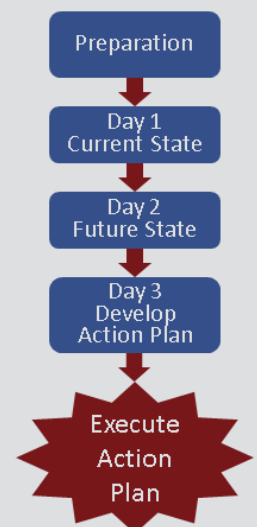 Preparation
Day 1
Current State
Day 2
Future State
Day 3
Develop
Action Plan
Execute
Action
Plan